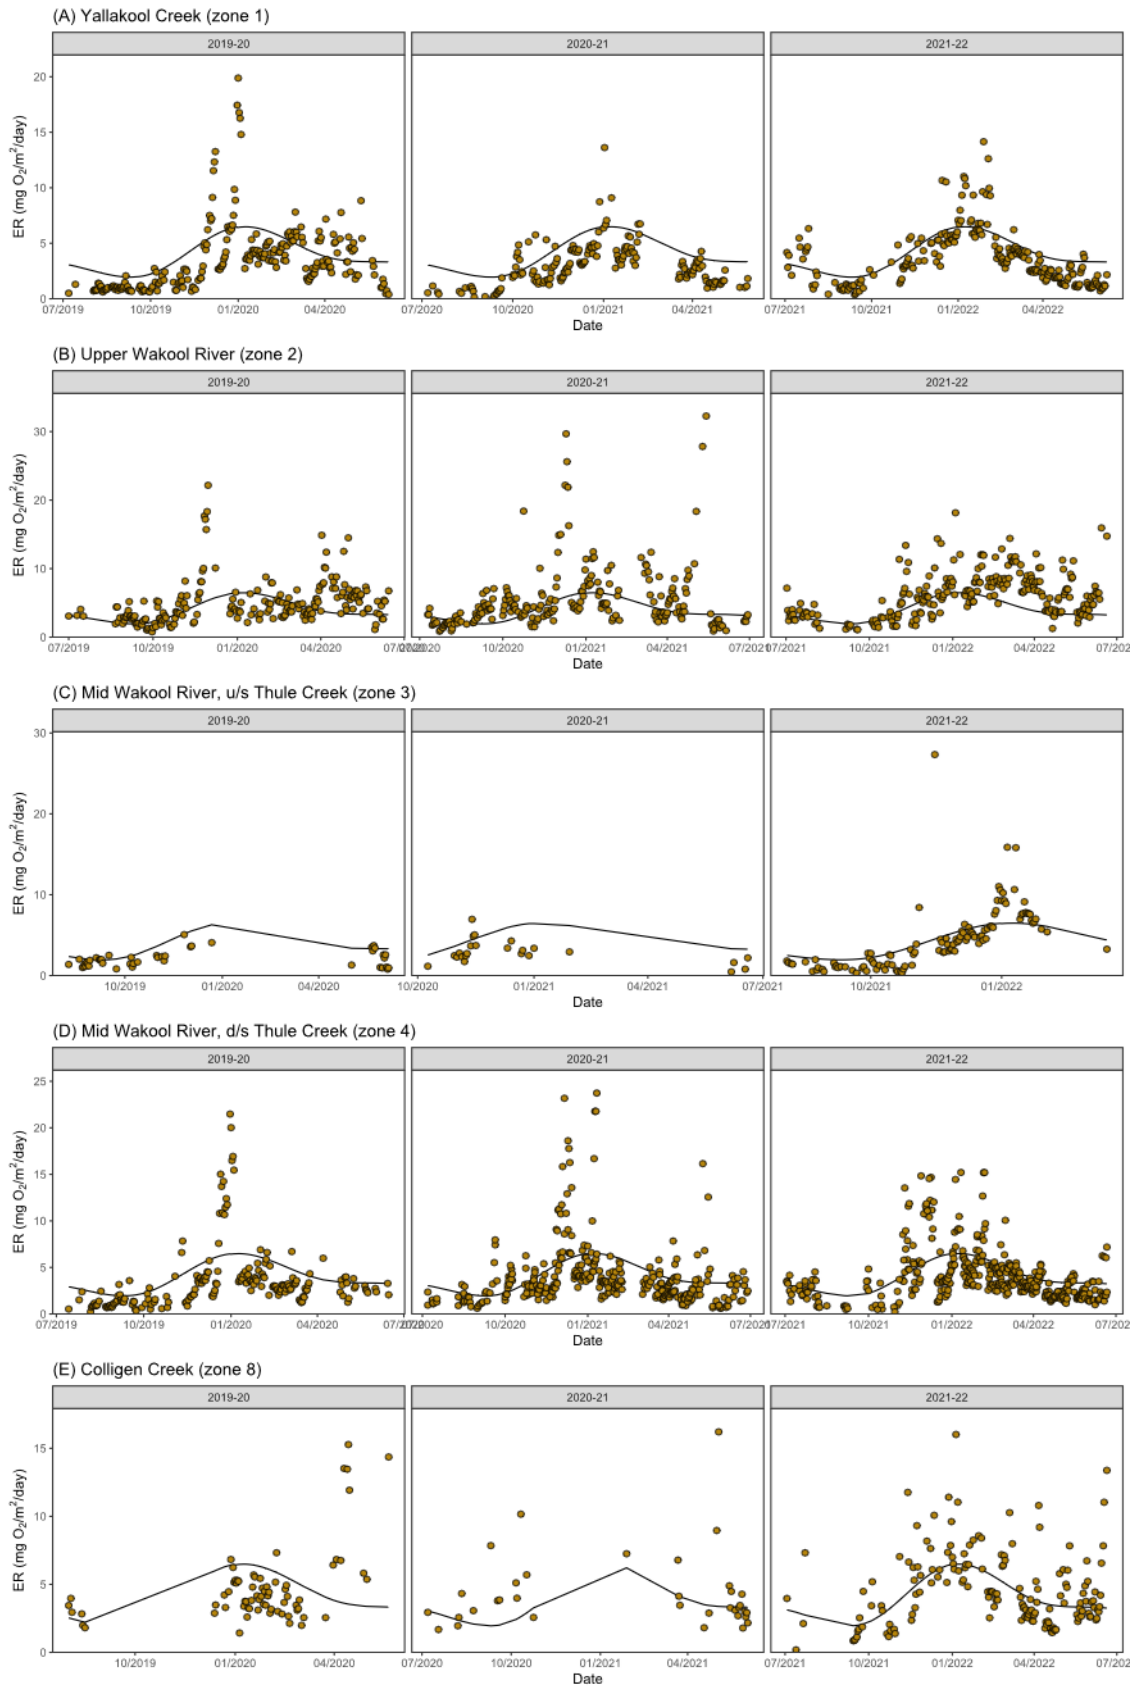 (A) Yallakool Creek (zone 1)
2019-20 2020-21 2021-22
ER (mg O₂/m²/day)
20
15
10
5
0
07/2019 10/2019 01/2020 04/2020 07/2020 10/2020 01/2021 04/2021 07/2021 10/2021 01/2022 04/2022
Date
(B) Upper Wakool River (zone 2)
2019-20 2020-21 2021-22
ER (mg O₂/m²/day)
30
20
10
0
07/2019 10/2019 01/2020 04/2020 10/2020 01/2021 04/2021 07/2021 10/2021 01/2022 04/2022
Date
(C) Mid Wakool River, u/s Thule Creek (zone 3)
2019-20 2020-21 2021-22
ER (mg O₂/m²/day)
30
20
10
0
10/2019 01/2020 04/2020 10/2020 01/2021 04/2021 07/2021 10/2021 01/2022
Date
(D) Mid Wakool River, d/s Thule Creek (zone 4)
2019-20 2020-21 2021-22
ER (mg O₂/m²/day)
25
20
15
10
5
0
07/2019 10/2019 01/2020 04/2020 10/2020 01/2021 04/2021 10/2021 01/2022 04/2022
Date
(E) Colligen Creek (zone 8)
2019-20 2020-21 2021-22
ER (mg O₂/m²/day)
15
10
5
0
10/2019 01/2020 04/2020 07/2020 10/2020 01/2021 04/2021 07/2021 10/2021 01/2022 04/2022
Date